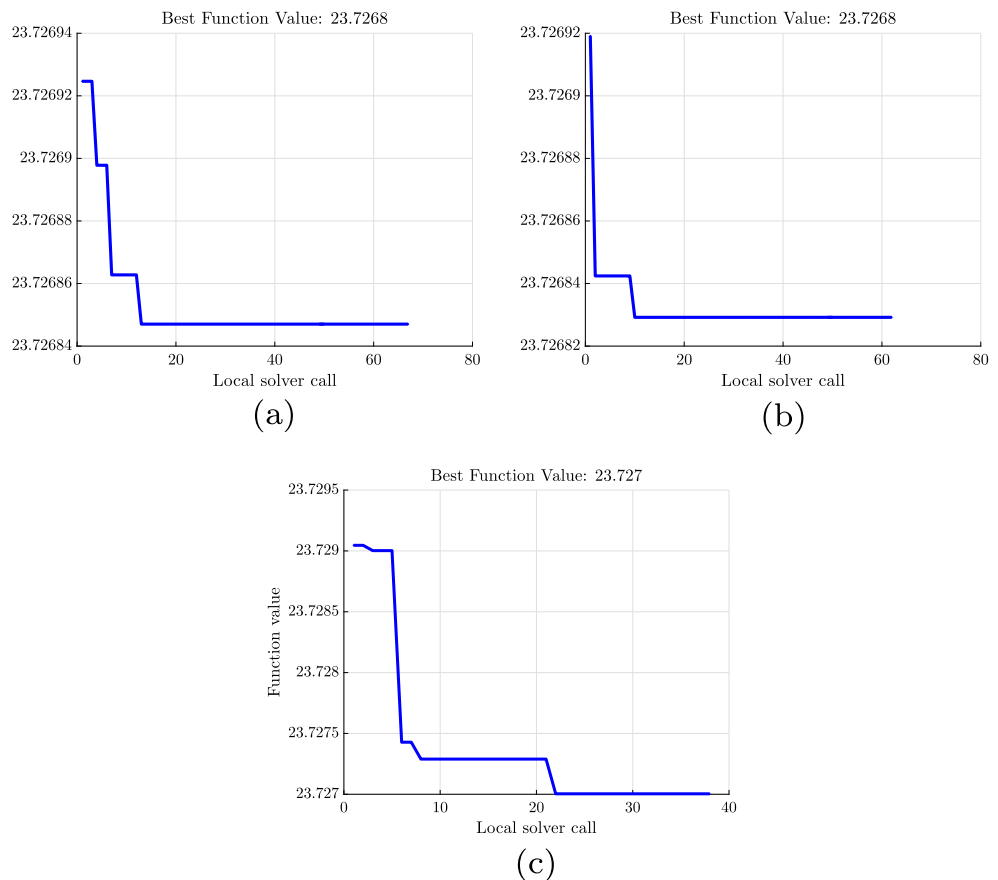 Best Function Value: 23.7268
23.72694
23.72692
23.7269
23.72688
23.72686
23.72684
0 20 40 60 80
Local solver call
(a)
Best Function Value: 23.7268
23.72692
23.7269
23.72688
23.72686
23.72684
23.72682
0 20 40 60 80
Local solver call
(b)
Best Function Value: 23.727
Function value
23.7295
23.729
23.7285
23.728
23.7275
23.727
0 10 20 30 40
Local solver call
(c)